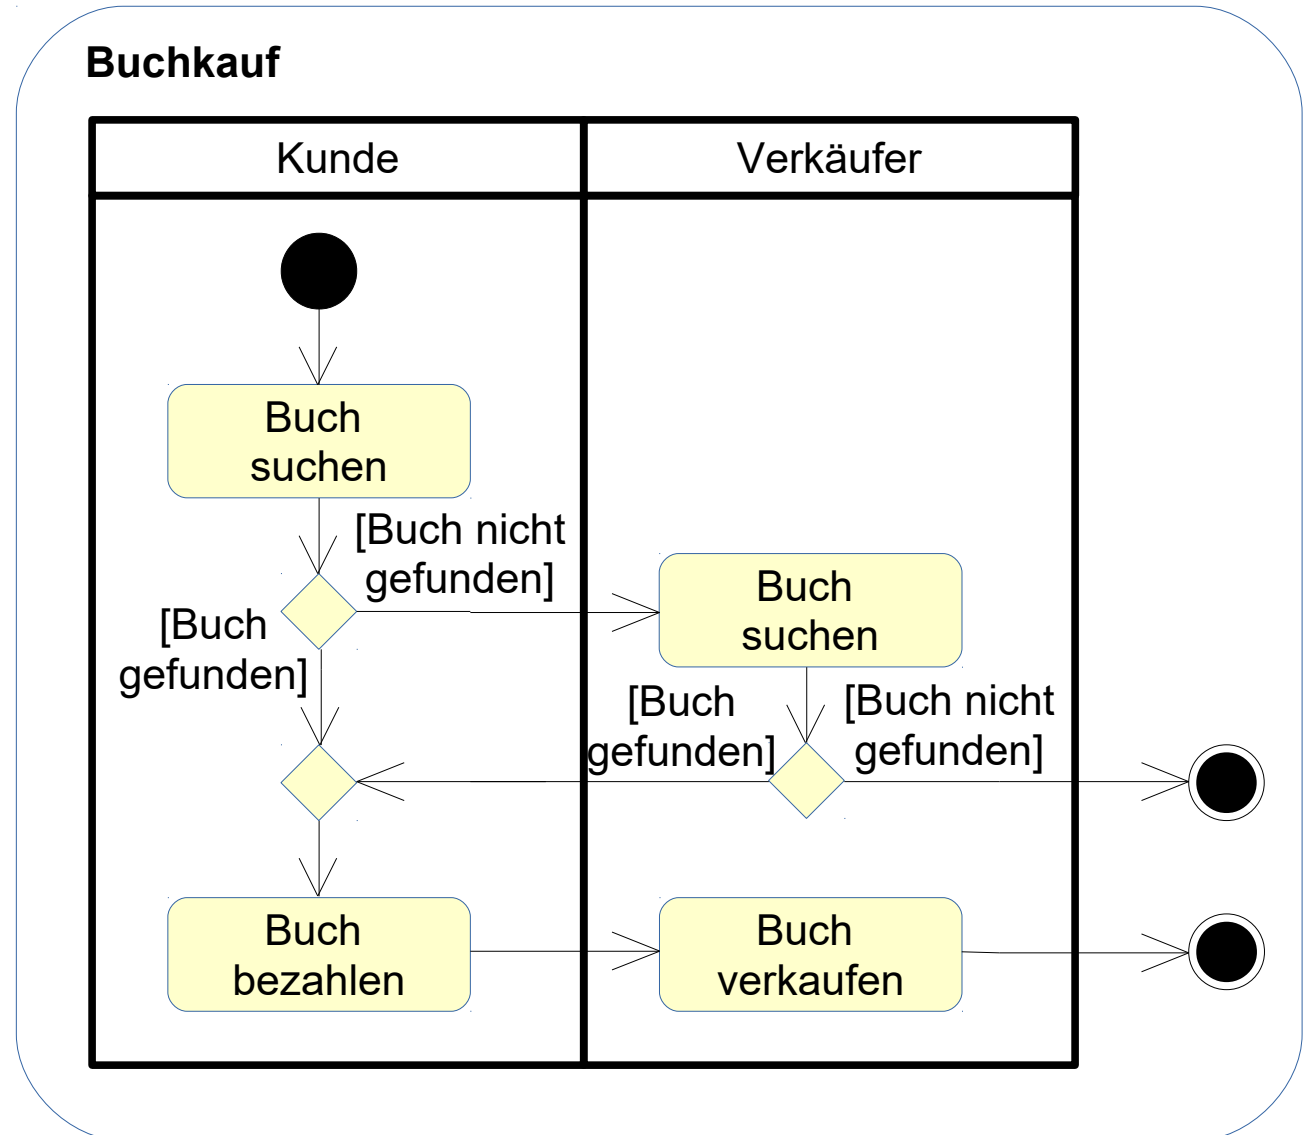 Buchkauf
Kunde
Verkäufer
Buch
suchen
[Buch nicht
gefunden]
[Buch
gefunden]
Buch
suchen
[Buch
gefunden]
[Buch nicht
gefunden]
Buch
bezahlen
Buch
verkaufen